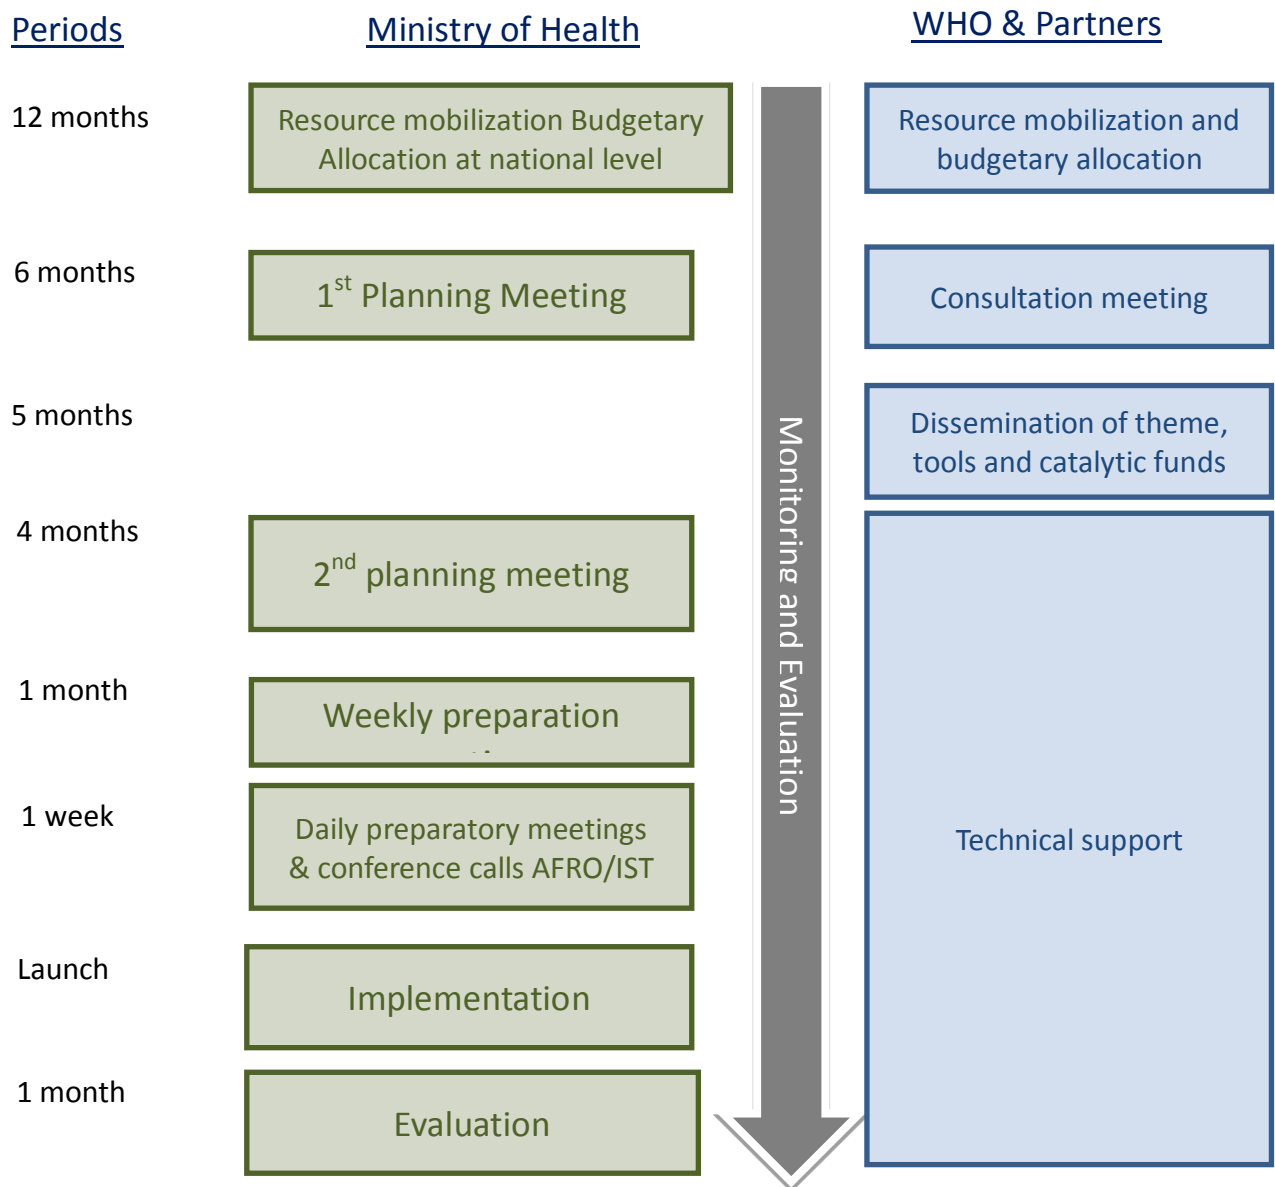 Periods
Ministry of Health
WHO & Partners
12 months
Resource mobilization Budgetary
Allocation at national level
Resource mobilization and
budgetary allocation
6 months
1st Planning Meeting
Consultation meeting
5 months
Dissemination of theme,
tools and catalytic funds
4 months
2nd planning meeting
1 month
Weekly preparation
1 week
Daily preparatory meetings
& conference calls AFRO/IST
Technical support
Launch
Implementation
1 month
Evaluation
Monitoring and Evaluation